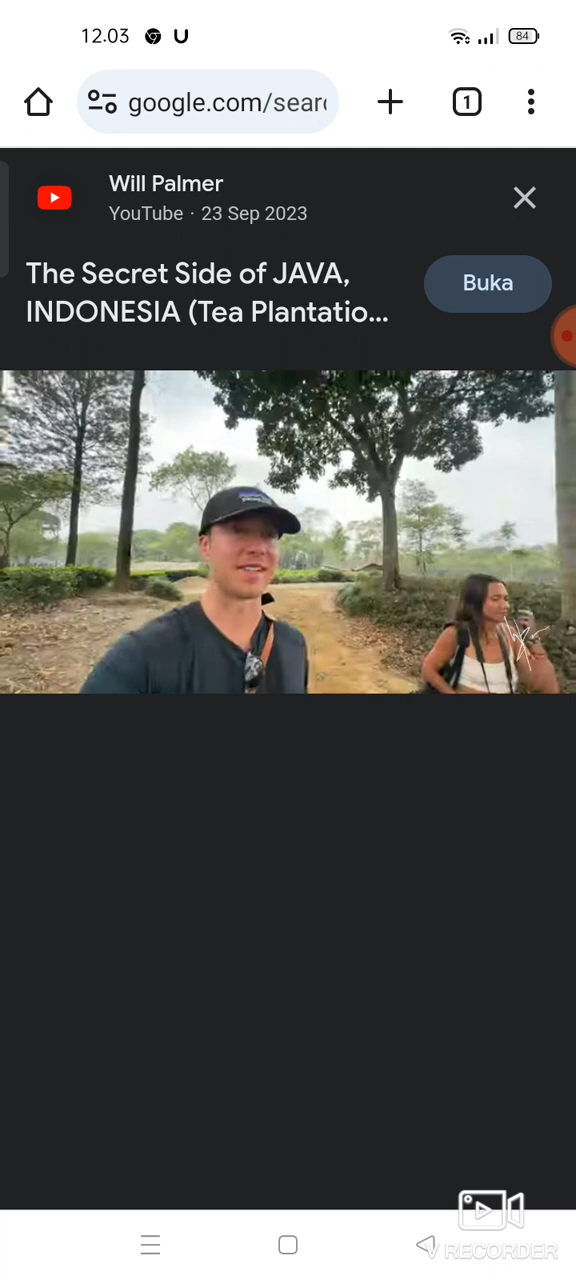 12.03
84
google.com/sear
1
Will Palmer
YouTube · 23 Sep 2023
The Secret Side of JAVA,
INDONESIA (Tea Plantatio...
Buka
V RECORDER